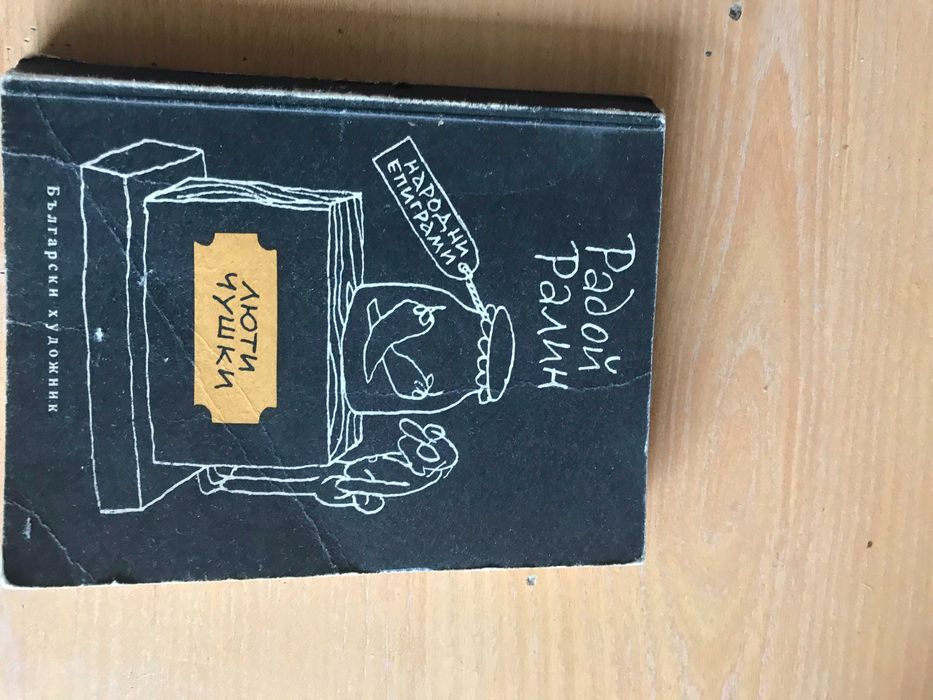 Радой
Ралин
НАРОДНИ
ЕПИГРАМИ
ЛЮТИ
ЧУШКИ
Български художник